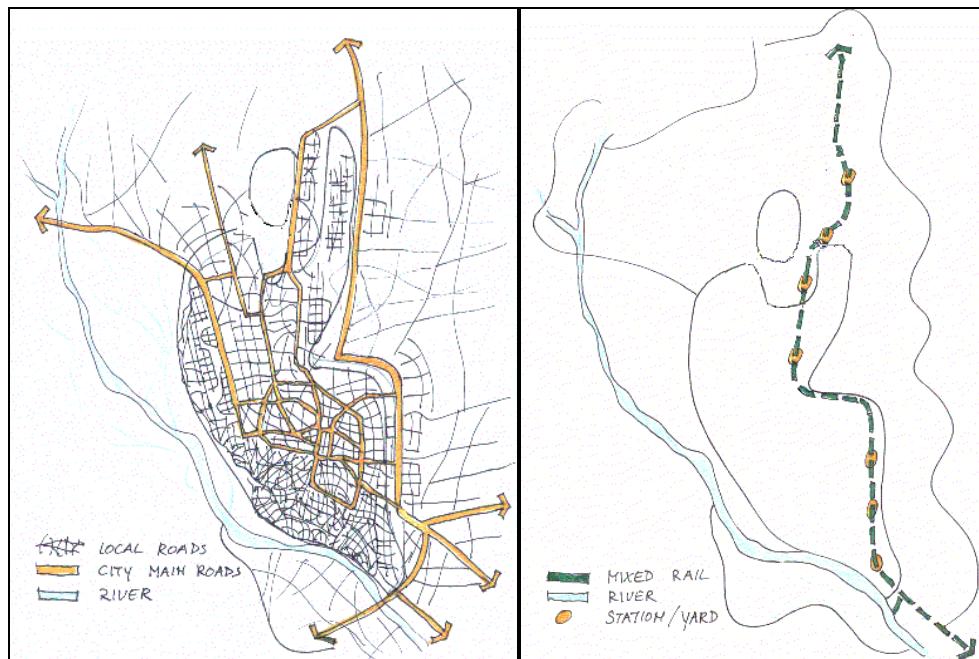 LOCAL ROADS
CITY MAIN ROADS
RIVER
MIXED RAIL
RIVER
STATION/YARD